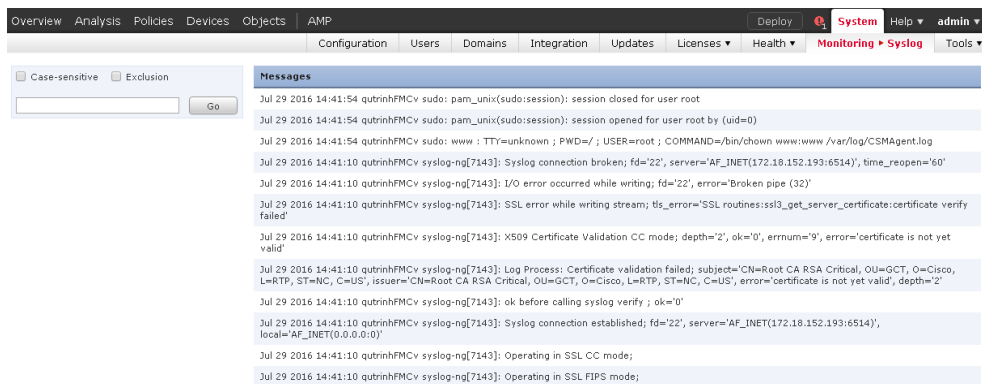 Overview Analysis Policies Devices Objects AMP Deploy 1 System Help ▾ admin ▾
Configuration Users Domains Integration Updates Licenses ▾ Health ▾ Monitoring ▸ Syslog Tools ▾
Case-sensitive Exclusion
Go
Messages
Jul 29 2016 14:41:54 qutrinhFMCv sudo: pam_unix(sudo:session): session closed for user root
Jul 29 2016 14:41:54 qutrinhFMCv sudo: pam_unix(sudo:session): session opened for user root by (uid=0)
Jul 29 2016 14:41:54 qutrinhFMCv sudo: www : TTY=unknown ; PWD=/ ; USER=root ; COMMAND=/bin/chown www:www /var/log/CSMAgent.log
Jul 29 2016 14:41:10 qutrinhFMCv syslog-ng[7143]: Syslog connection broken; fd='22', server='AF_INET(172.18.152.193:6514)', time_reopen='60'
Jul 29 2016 14:41:10 qutrinhFMCv syslog-ng[7143]: I/O error occurred while writing; fd='22', error='Broken pipe (32)'
Jul 29 2016 14:41:10 qutrinhFMCv syslog-ng[7143]: SSL error while writing stream; tls_error='SSL routines:ssl3_get_server_certificate:certificate verify
failed'
Jul 29 2016 14:41:10 qutrinhFMCv syslog-ng[7143]: X509 Certificate Validation CC mode; depth='2', ok='0', errnum='9', error='certificate is not yet
valid'
Jul 29 2016 14:41:10 qutrinhFMCv syslog-ng[7143]: Log Process: Certificate validation failed; subject='CN=Root CA RSA Critical, OU=GCT, O=Cisco,
L=RTP, ST=NC, C=US', issuer='CN=Root CA RSA Critical, OU=GCT, O=Cisco, L=RTP, ST=NC, C=US', error='certificate is not yet valid', depth='2'
Jul 29 2016 14:41:10 qutrinhFMCv syslog-ng[7143]: ok before calling syslog verify ; ok='0'
Jul 29 2016 14:41:10 qutrinhFMCv syslog-ng[7143]: Syslog connection established; fd='22', server='AF_INET(172.18.152.193:6514)',
local='AF_INET(0.0.0.0:0)'
Jul 29 2016 14:41:10 qutrinhFMCv syslog-ng[7143]: Operating in SSL CC mode;
Jul 29 2016 14:41:10 qutrinhFMCv syslog-ng[7143]: Operating in SSL FIPS mode;